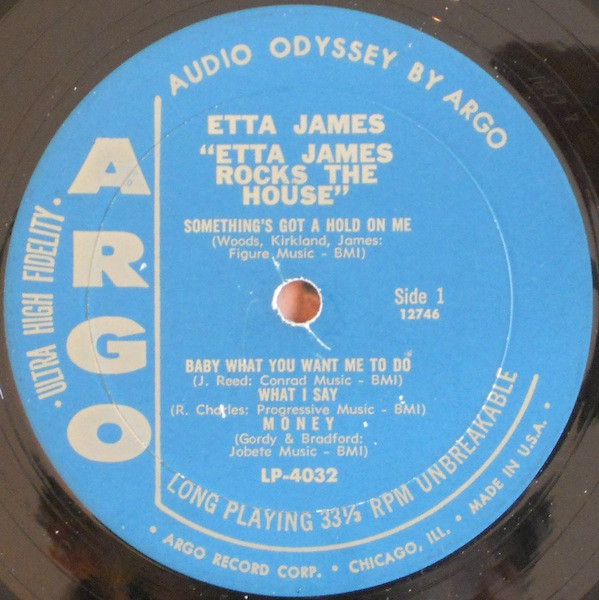 AUDIO ODYSSEY BY ARGO
ARGO
• ULTRA HIGH FIDELITY •
ETTA JAMES
"ETTA JAMES
ROCKS THE
HOUSE"
SOMETHING'S GOT A HOLD ON ME
(Woods, Kirkland, James:
Figure Music - BMI)
Side 1
12746
BABY WHAT YOU WANT ME TO DO
(J. Reed: Conrad Music - BMI)
WHAT I SAY
(R. Charles: Progressive Music - BMI)
MONEY
(Gordy & Bradford:
Jobete Music - BMI)
LP-4032
LONG PLAYING 33⅓ RPM UNBREAKABLE
• ARGO RECORD CORP. • CHICAGO, ILL. • MADE IN U.S.A. •